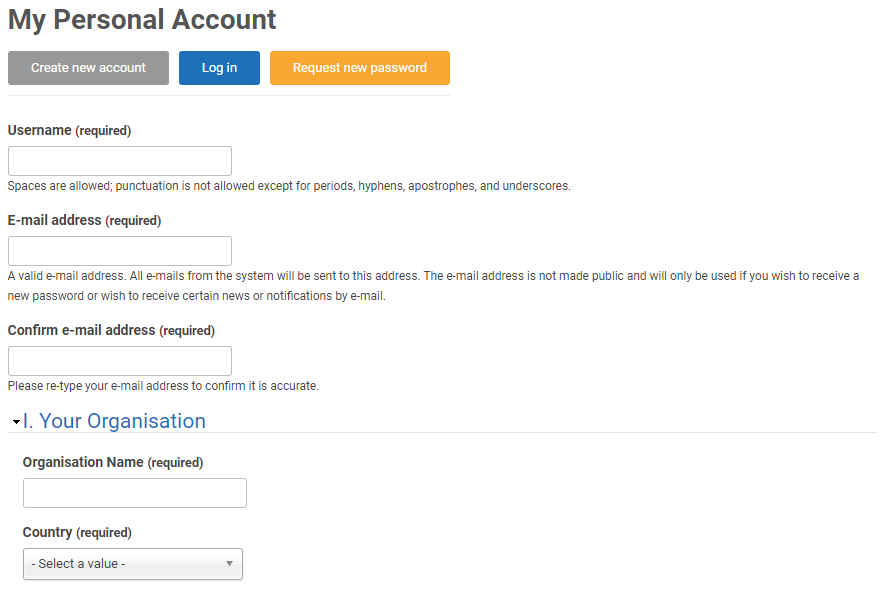 My Personal Account
Create new account
Log in
Request new password
Username (required)
Spaces are allowed; punctuation is not allowed except for periods, hyphens, apostrophes, and underscores.
E-mail address (required)
A valid e-mail address. All e-mails from the system will be sent to this address. The e-mail address is not made public and will only be used if you wish to receive a
new password or wish to receive certain news or notifications by e-mail.
Confirm e-mail address (required)
Please re-type your e-mail address to confirm it is accurate.
I. Your Organisation
Organisation Name (required)
Country (required)
- Select a value -